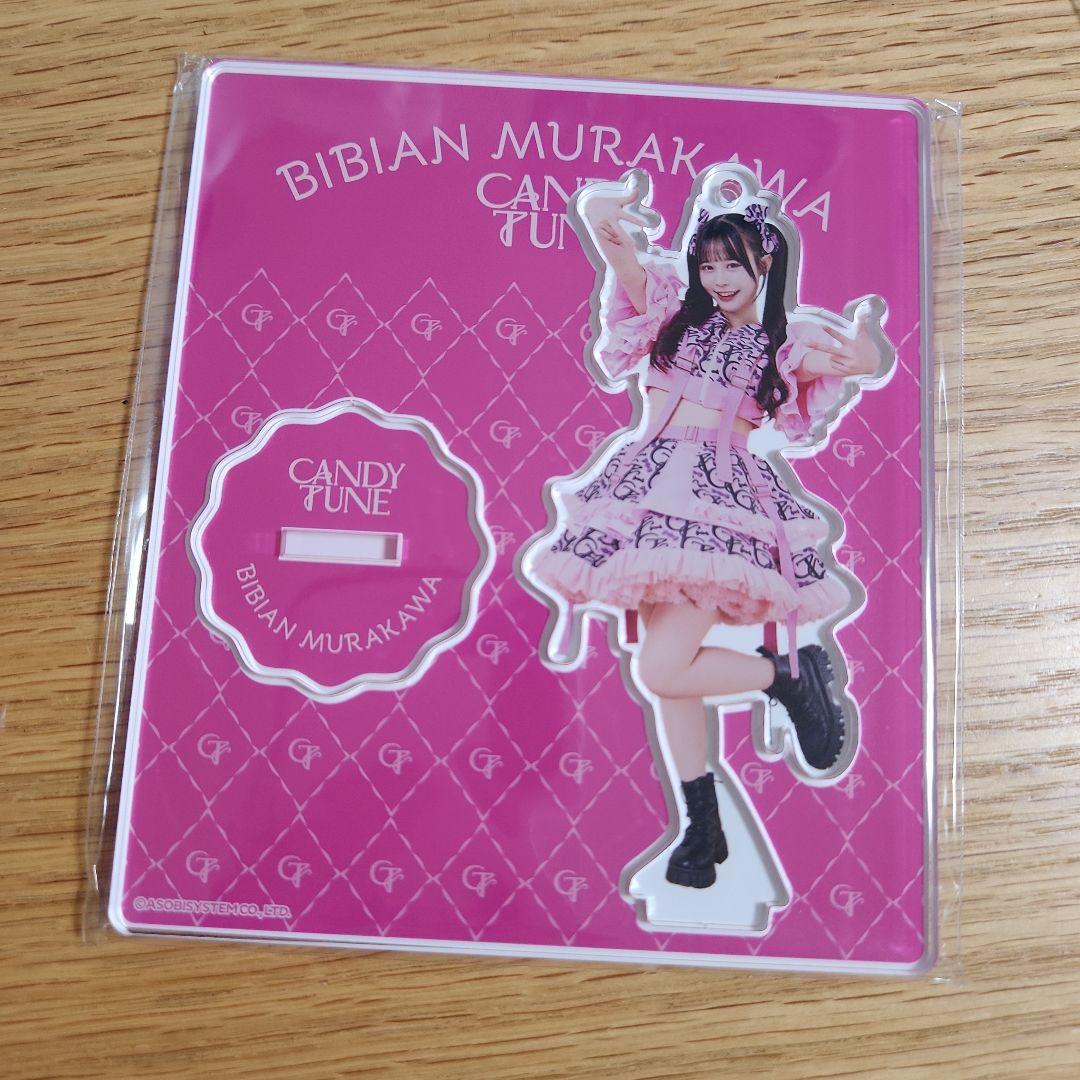 BIBIAN MURAKAWA
CANDY
TUNE
CANDY
TUNE
BIBIAN MURAKAWA
©ASOBISYSTEM CO., LTD.